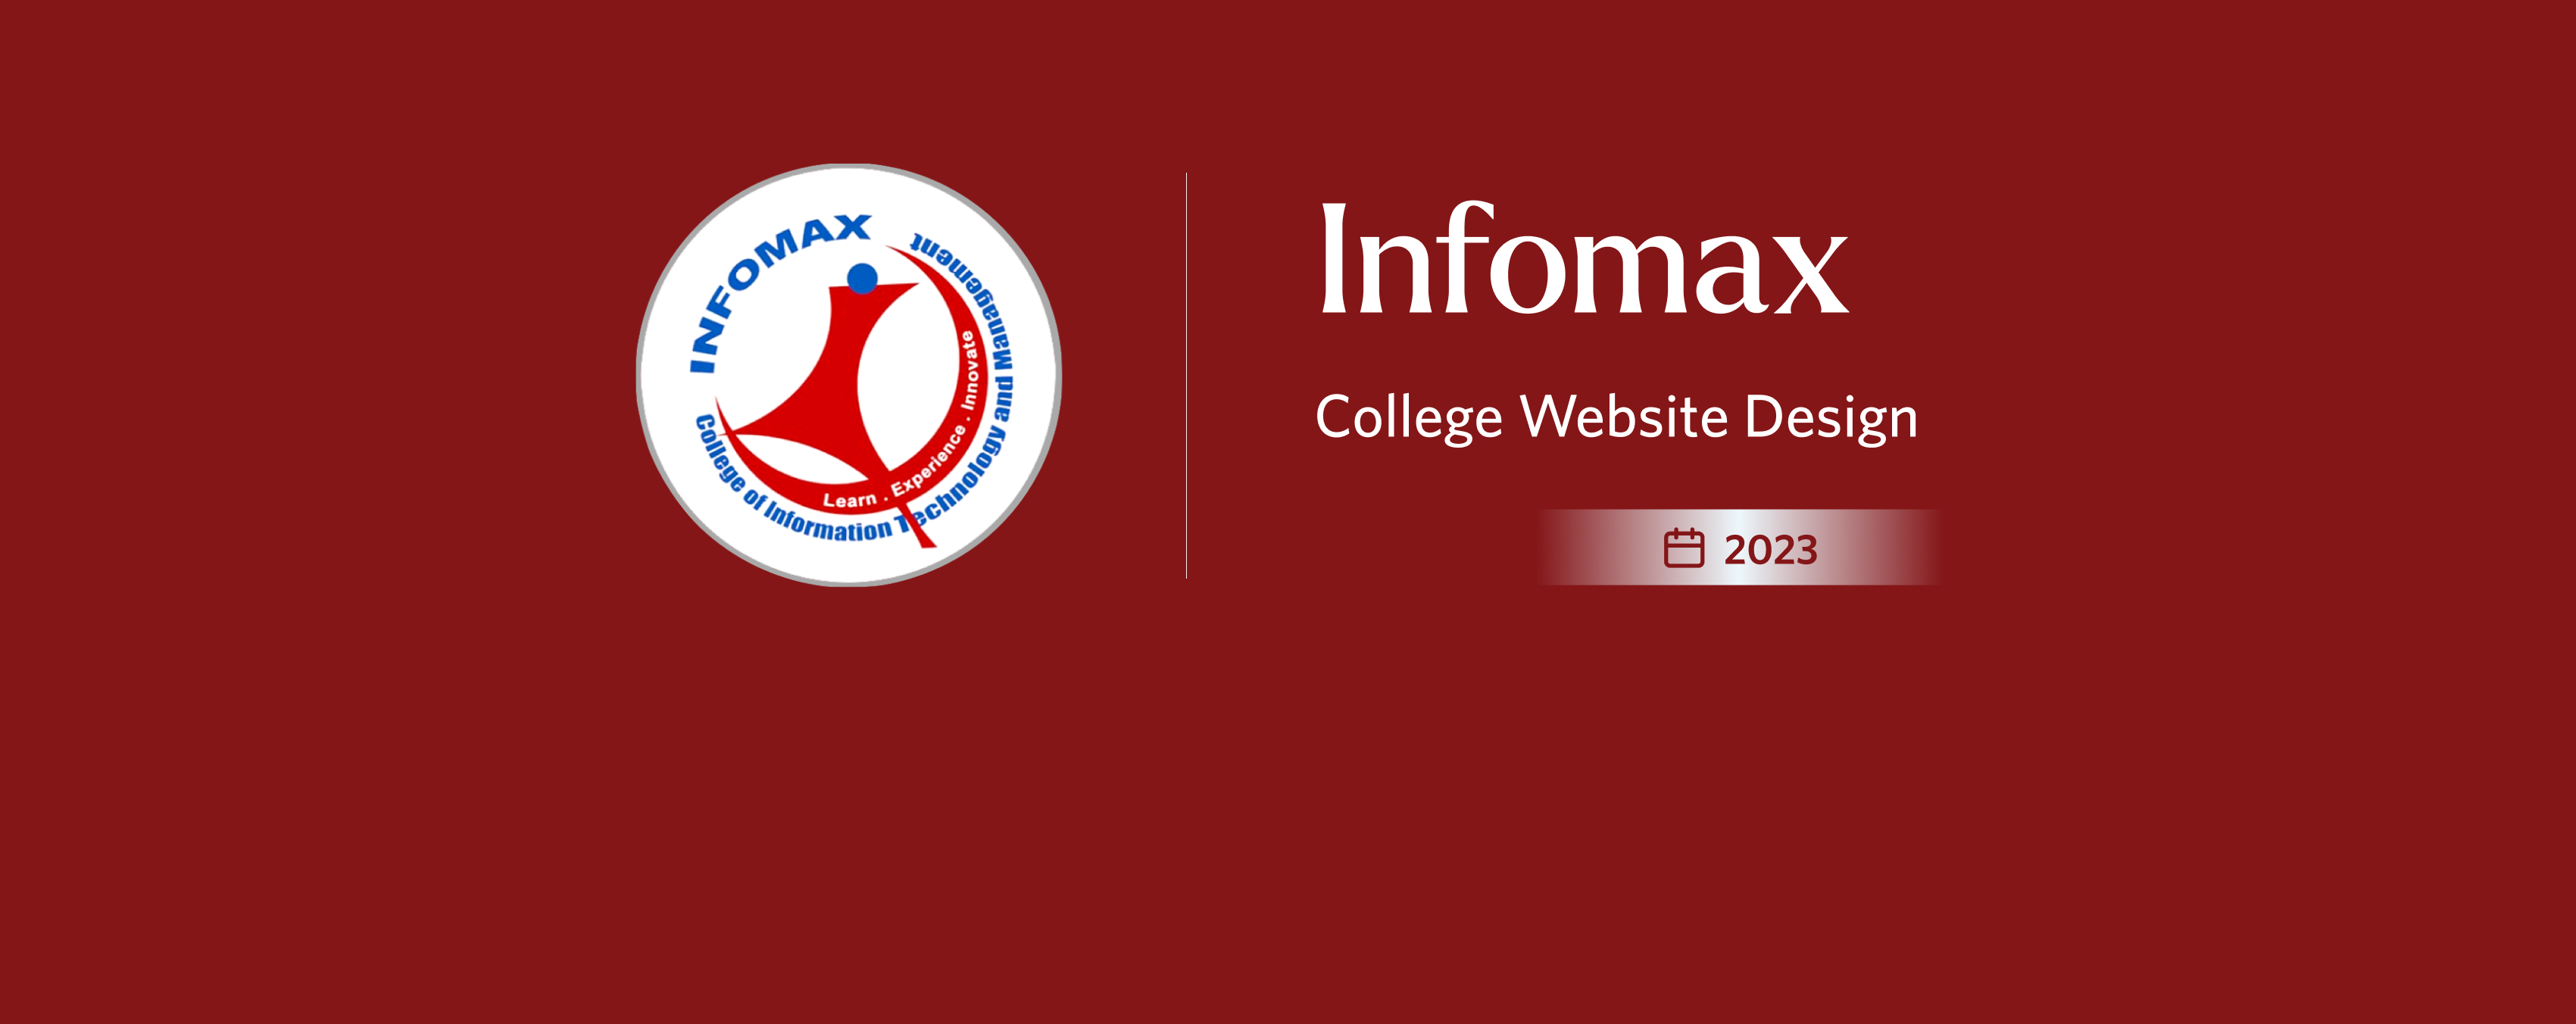 INFOMAX
College of Information Technology and Management
Learn . Experience . Innovate
Infomax
College Website Design
2023